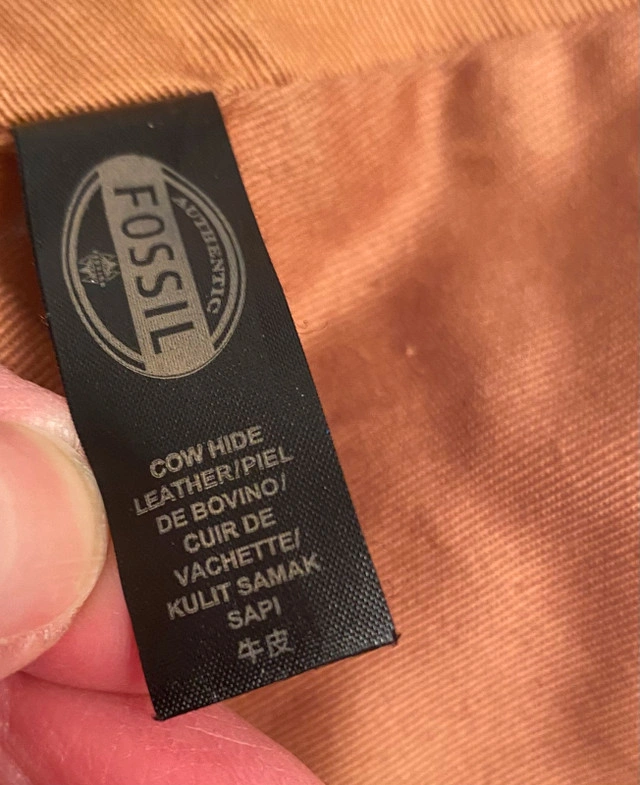 FOSSIL
AUTHENTIC
COW HIDE
LEATHER/PIEL
DE BOVINO/
CUIR DE
VACHETTE/
KULIT SAMAK
SAPI
牛皮